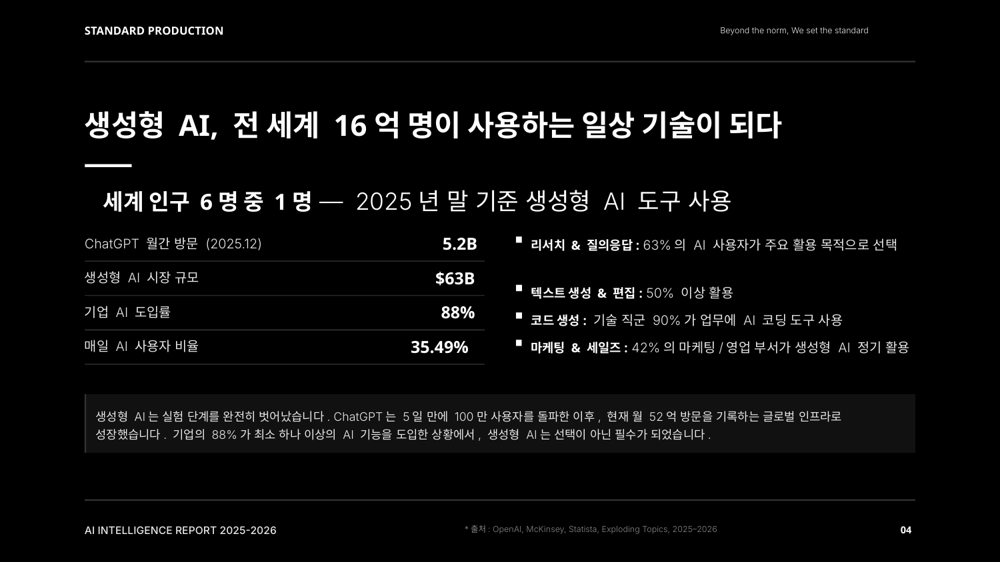 STANDARD PRODUCTION
Beyond the norm, We set the standard
생성형 AI, 전 세계 16 억 명이 사용하는 일상 기술이 되다
세계 인구 6 명 중 1 명 — 2025 년 말 기준 생성형 AI 도구 사용
ChatGPT 월간 방문 (2025.12) 5.2B
생성형 AI 시장 규모 $63B
기업 AI 도입률 88%
매일 AI 사용자 비율 35.49%
▪ 리서치 & 질의응답 : 63% 의 AI 사용자가 주요 활용 목적으로 선택
▪ 텍스트 생성 & 편집 : 50% 이상 활용
▪ 코드 생성 : 기술 직군 90% 가 업무에 AI 코딩 도구 사용
▪ 마케팅 & 세일즈 : 42% 의 마케팅 / 영업 부서가 생성형 AI 정기 활용
생성형 AI 는 실험 단계를 완전히 벗어났습니다 . ChatGPT 는 5 일 만에 100 만 사용자를 돌파한 이후 , 현재 월 52 억 방문을 기록하는 글로벌 인프라로
성장했습니다 . 기업의 88% 가 최소 하나 이상의 AI 기능을 도입한 상황에서 , 생성형 AI 는 선택이 아닌 필수가 되었습니다 .
AI INTELLIGENCE REPORT 2025-2026
* 출처 : OpenAI, McKinsey, Statista, Exploding Topics, 2025–2026
04